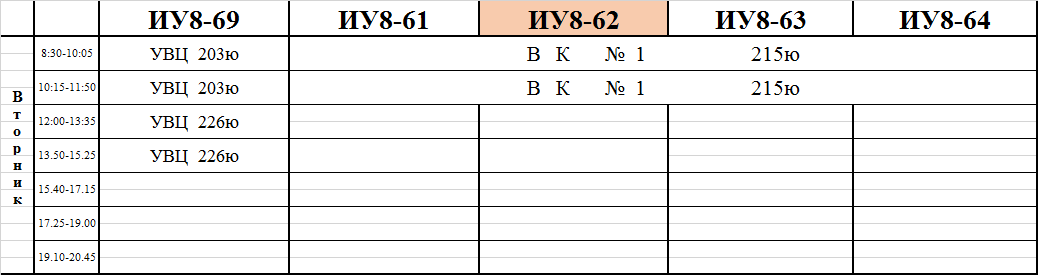 ИУ8-69 ИУ8-61 ИУ8-62 ИУ8-63 ИУ8-64
Вторник
8:30-10:05 УВЦ 203ю В К № 1 215ю
10:15-11:50 УВЦ 203ю В К № 1 215ю
12:00-13:35 УВЦ 226ю
13.50-15.25 УВЦ 226ю
15.40-17.15
17.25-19.00
19.10-20.45